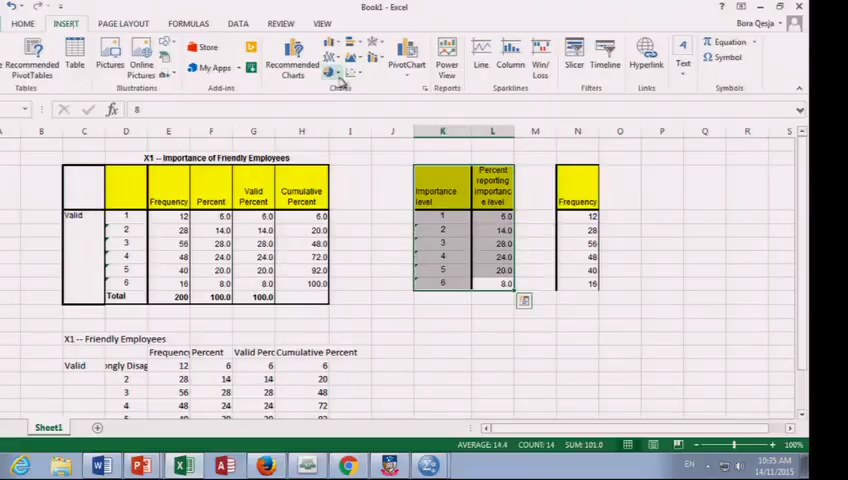 Book1 - Excel
HOME INSERT PAGE LAYOUT FORMULAS DATA REVIEW VIEW Bora Qesja
Recommended PivotTables Table Pictures Online Pictures Store My Apps Recommended Charts PivotChart Power View Line Column Win/Loss Slicer Timeline Hyperlink Text Equation Symbol
Tables Illustrations Add-ins Charts Reports Sparklines Filters Links Symbols
fx 8
A B C D E F G H I J K L M N O P Q R S
X1 -- Importance of Friendly Employees
Frequency Percent Valid Percent Cumulative Percent
Valid 1 12 6.0 6.0 6.0
2 28 14.0 14.0 20.0
3 56 28.0 28.0 48.0
4 48 24.0 24.0 72.0
5 40 20.0 20.0 92.0
6 16 8.0 8.0 100.0
Total 200 100.0 100.0
Importance level Percent reporting importance level
1 6.0
2 14.0
3 28.0
4 24.0
5 20.0
6 8.0
Frequency
12
28
56
48
40
16
X1 -- Friendly Employees
Frequency Percent Valid Perc Cumulative Percent
Valid ongly Disag 12 6 6 6
2 28 14 14 20
3 56 28 28 48
4 48 24 24 72
Sheet1
AVERAGE: 14.4 COUNT: 14 SUM: 101.0 100%
EN 10:35 AM
14/11/2015